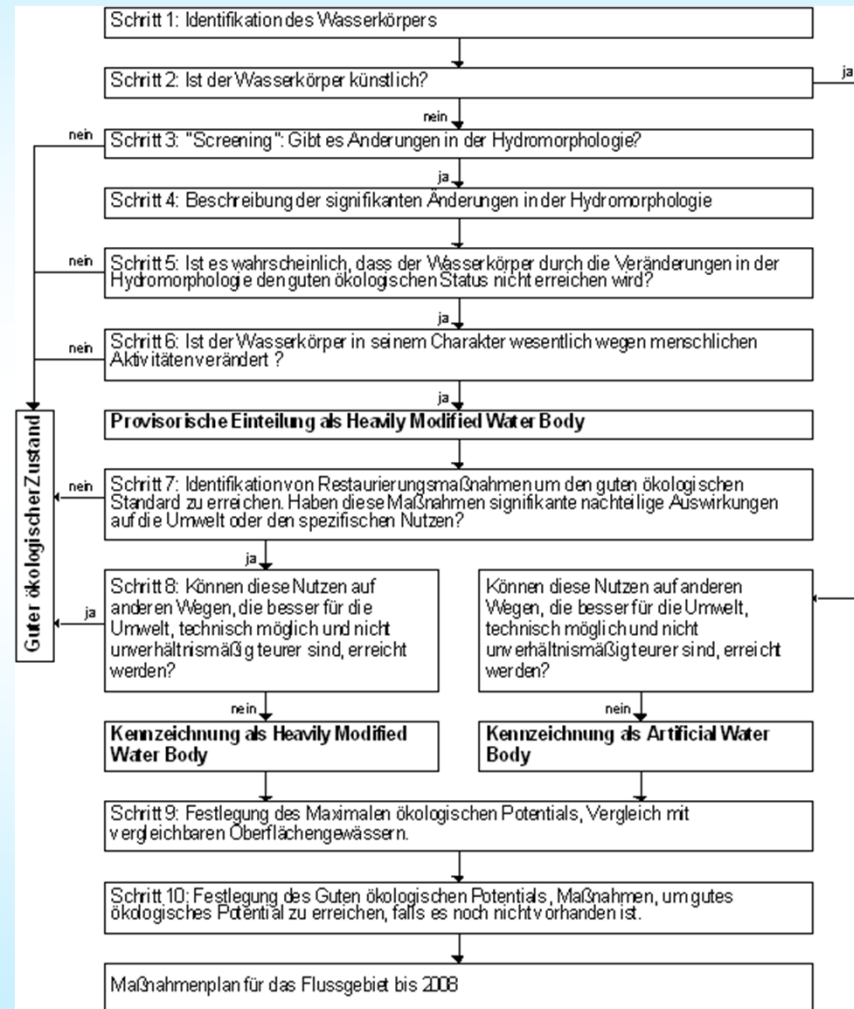 Schritt 1: Identifikation des Wasserkörpers
Schritt 2: Ist der Wasserkörper künstlich?
ja
nein
nein
Schritt 3: "Screening": Gibt es Änderungen in der Hydromorphologie?
ja
Schritt 4: Beschreibung der signifikanten Änderungen in der Hydromorphologie
nein
Schritt 5: Ist es wahrscheinlich, dass der Wasserkörper durch die Veränderungen in der
Hydromorphologie den guten ökologischen Status nicht erreichen wird?
ja
nein
Schritt 6: Ist der Wasserkörper in seinem Charakter wesentlich wegen menschlichen
Aktivitäten verändert ?
ja
Provisorische Einteilung als Heavily Modified Water Body
Guter ökologischer Zustand
nein
Schritt 7: Identifikation von Restaurierungsmaßnahmen um den guten ökologischen
Standard zu erreichen. Haben diese Maßnahmen signifikante nachteilige Auswirkungen
auf die Umwelt oder den spezifischen Nutzen?
ja
ja
Schritt 8: Können diese Nutzen auf
anderen Wegen, die besser für die
Umwelt, technisch möglich und nicht
unverhältnismäßig teurer sind, erreicht
werden?
Können diese Nutzen auf anderen
Wegen, die besser für die Umwelt,
technisch möglich und nicht
unverhältnismäßig teurer sind, erreicht
werden?
nein
nein
Kennzeichnung als Heavily Modified
Water Body
Kennzeichnung als Artificial Water
Body
Schritt 9: Festlegung des Maximalen ökologischen Potentials, Vergleich mit
vergleichbaren Oberflächengewässern.
Schritt 10: Festlegung des Guten ökologischen Potentials, Maßnahmen, um gutes
ökologisches Potential zu erreichen, falls es noch nicht vorhanden ist.
Maßnahmenplan für das Flussgebiet bis 2008